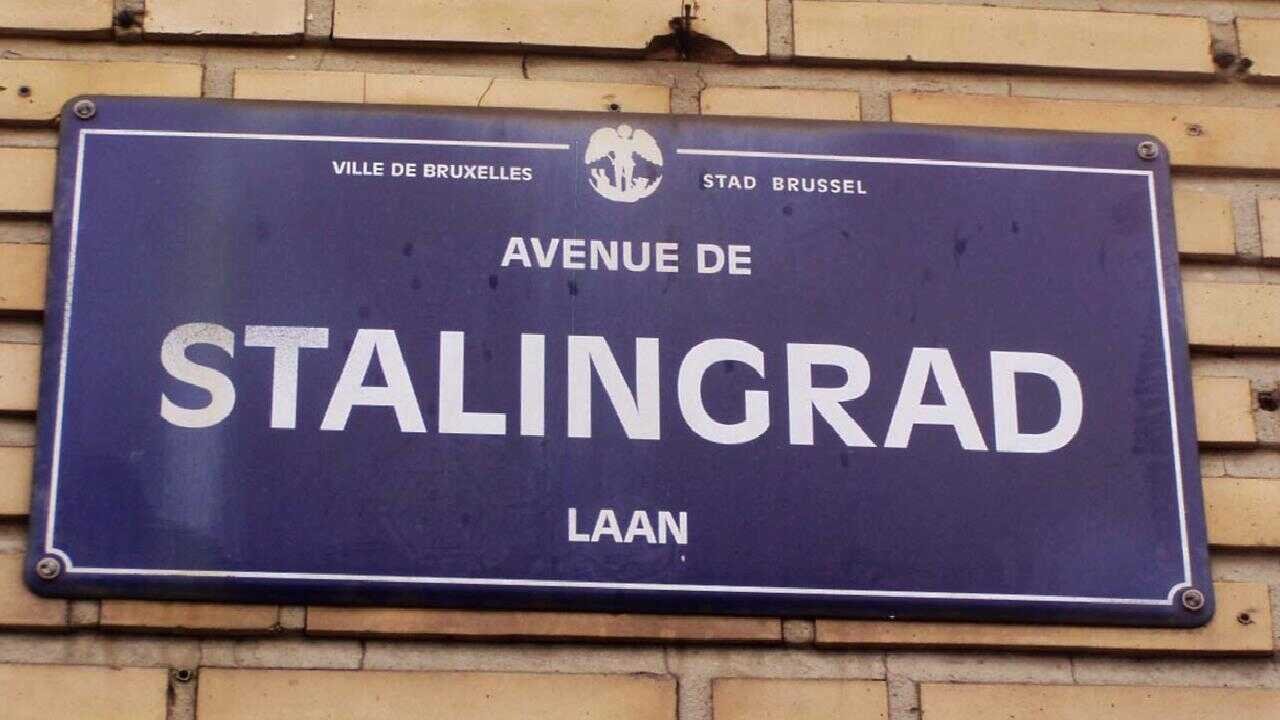 VILLE DE BRUXELLES STAD BRUSSEL
AVENUE DE
STALINGRAD
LAAN